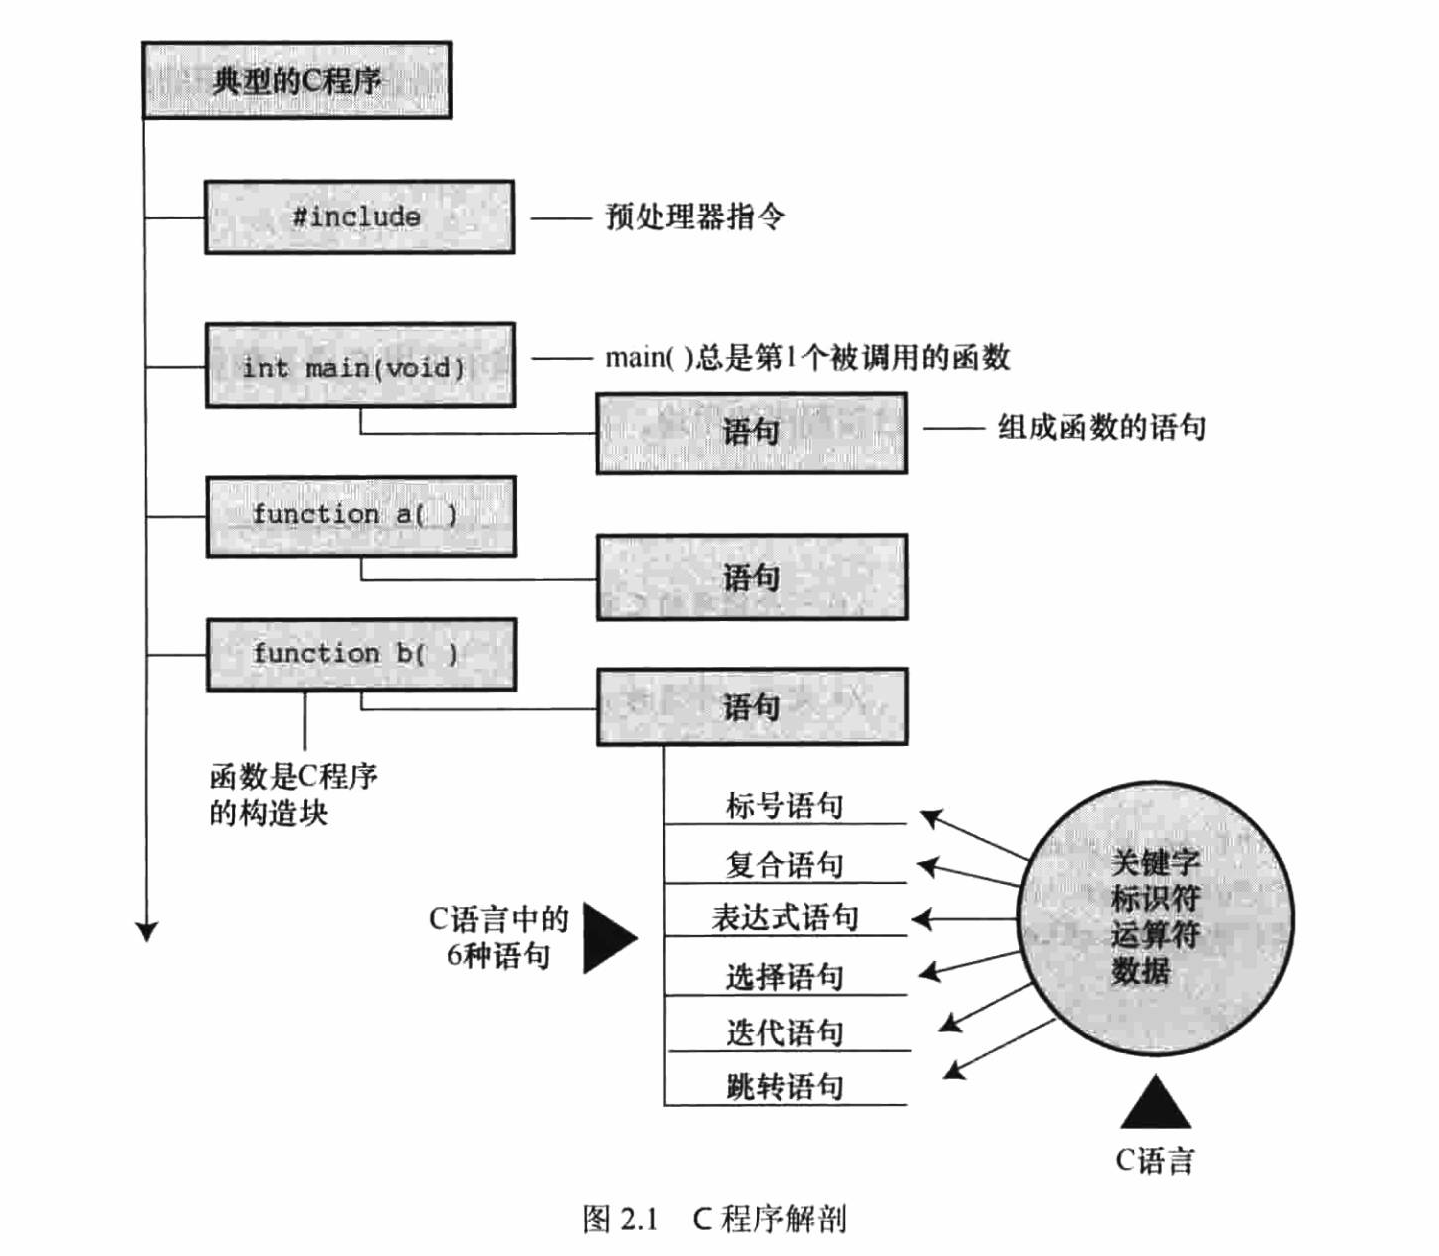 典型的C程序
#include
预处理器指令
int main(void)
main( )总是第1个被调用的函数
语句
组成函数的语句
function a( )
语句
function b( )
语句
函数是C程序
的构造块
标号语句
复合语句
表达式语句
选择语句
迭代语句
跳转语句
C语言中的
6种语句
关键字
标识符
运算符
数据
C语言
图 2.1 C 程序解剖